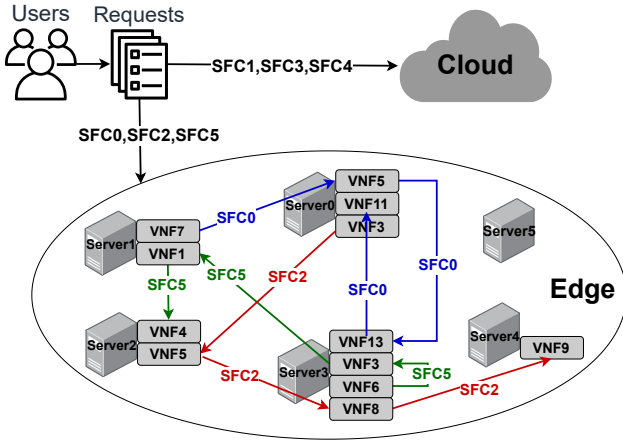 Users
Requests
SFC1,SFC3,SFC4
Cloud
SFC0,SFC2,SFC5
VNF5
VNF11
VNF3
Server0
SFC0
Server1
VNF7
VNF1
Server5
SFC5
SFC5
SFC2
SFC0
SFC0
Edge
Server2
VNF4
VNF5
SFC2
Server3
VNF13
VNF3
VNF6
VNF8
SFC5
Server4
VNF9
SFC2